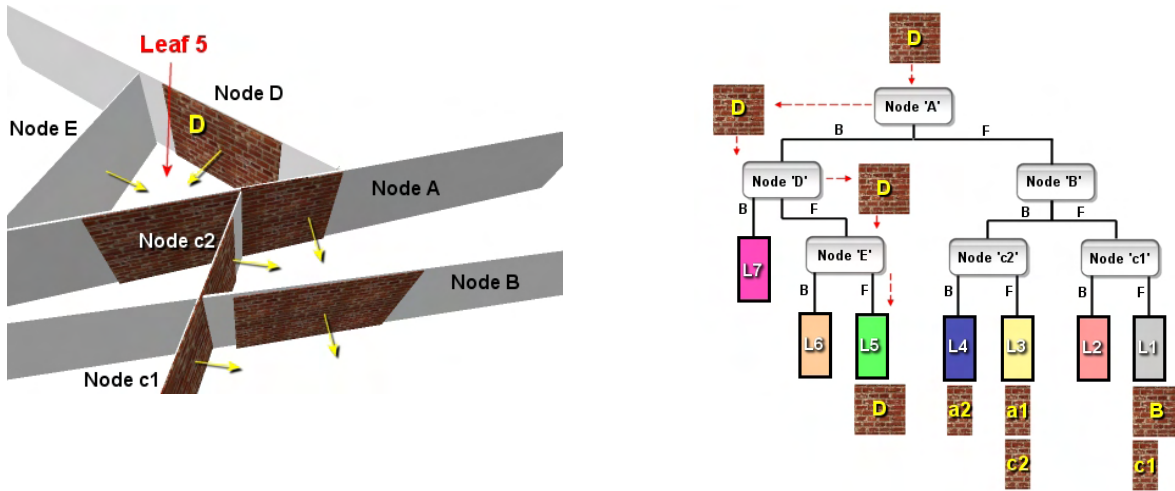 Leaf 5
Node D
Node E
D
Node A
Node c2
Node B
Node c1
D
D
Node 'A'
B
F
Node 'D'
D
Node 'B'
B
F
B
F
L7
Node 'E'
Node 'c2'
Node 'c1'
B
F
B
F
B
F
L6
L5
L4
L3
L2
L1
D
a2
a1
B
c2
c1